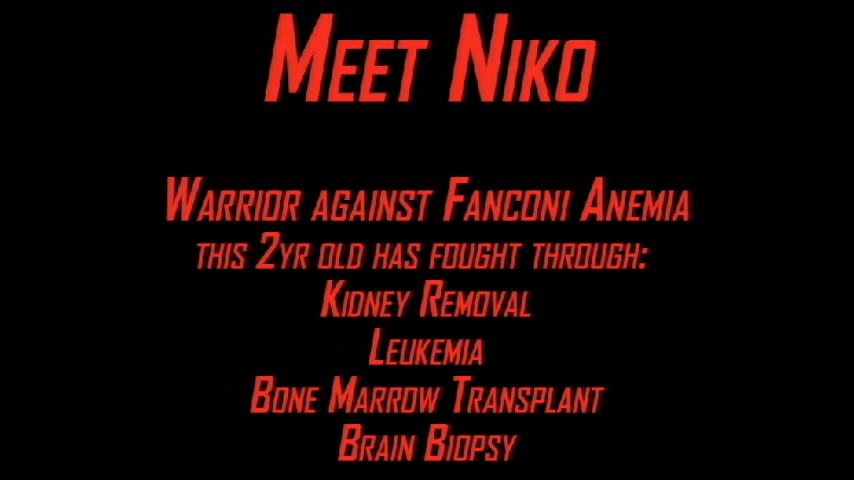 Meet Niko
Warrior against Fanconi Anemia
this 2yr old has fought through:
Kidney Removal
Leukemia
Bone Marrow Transplant
Brain Biopsy